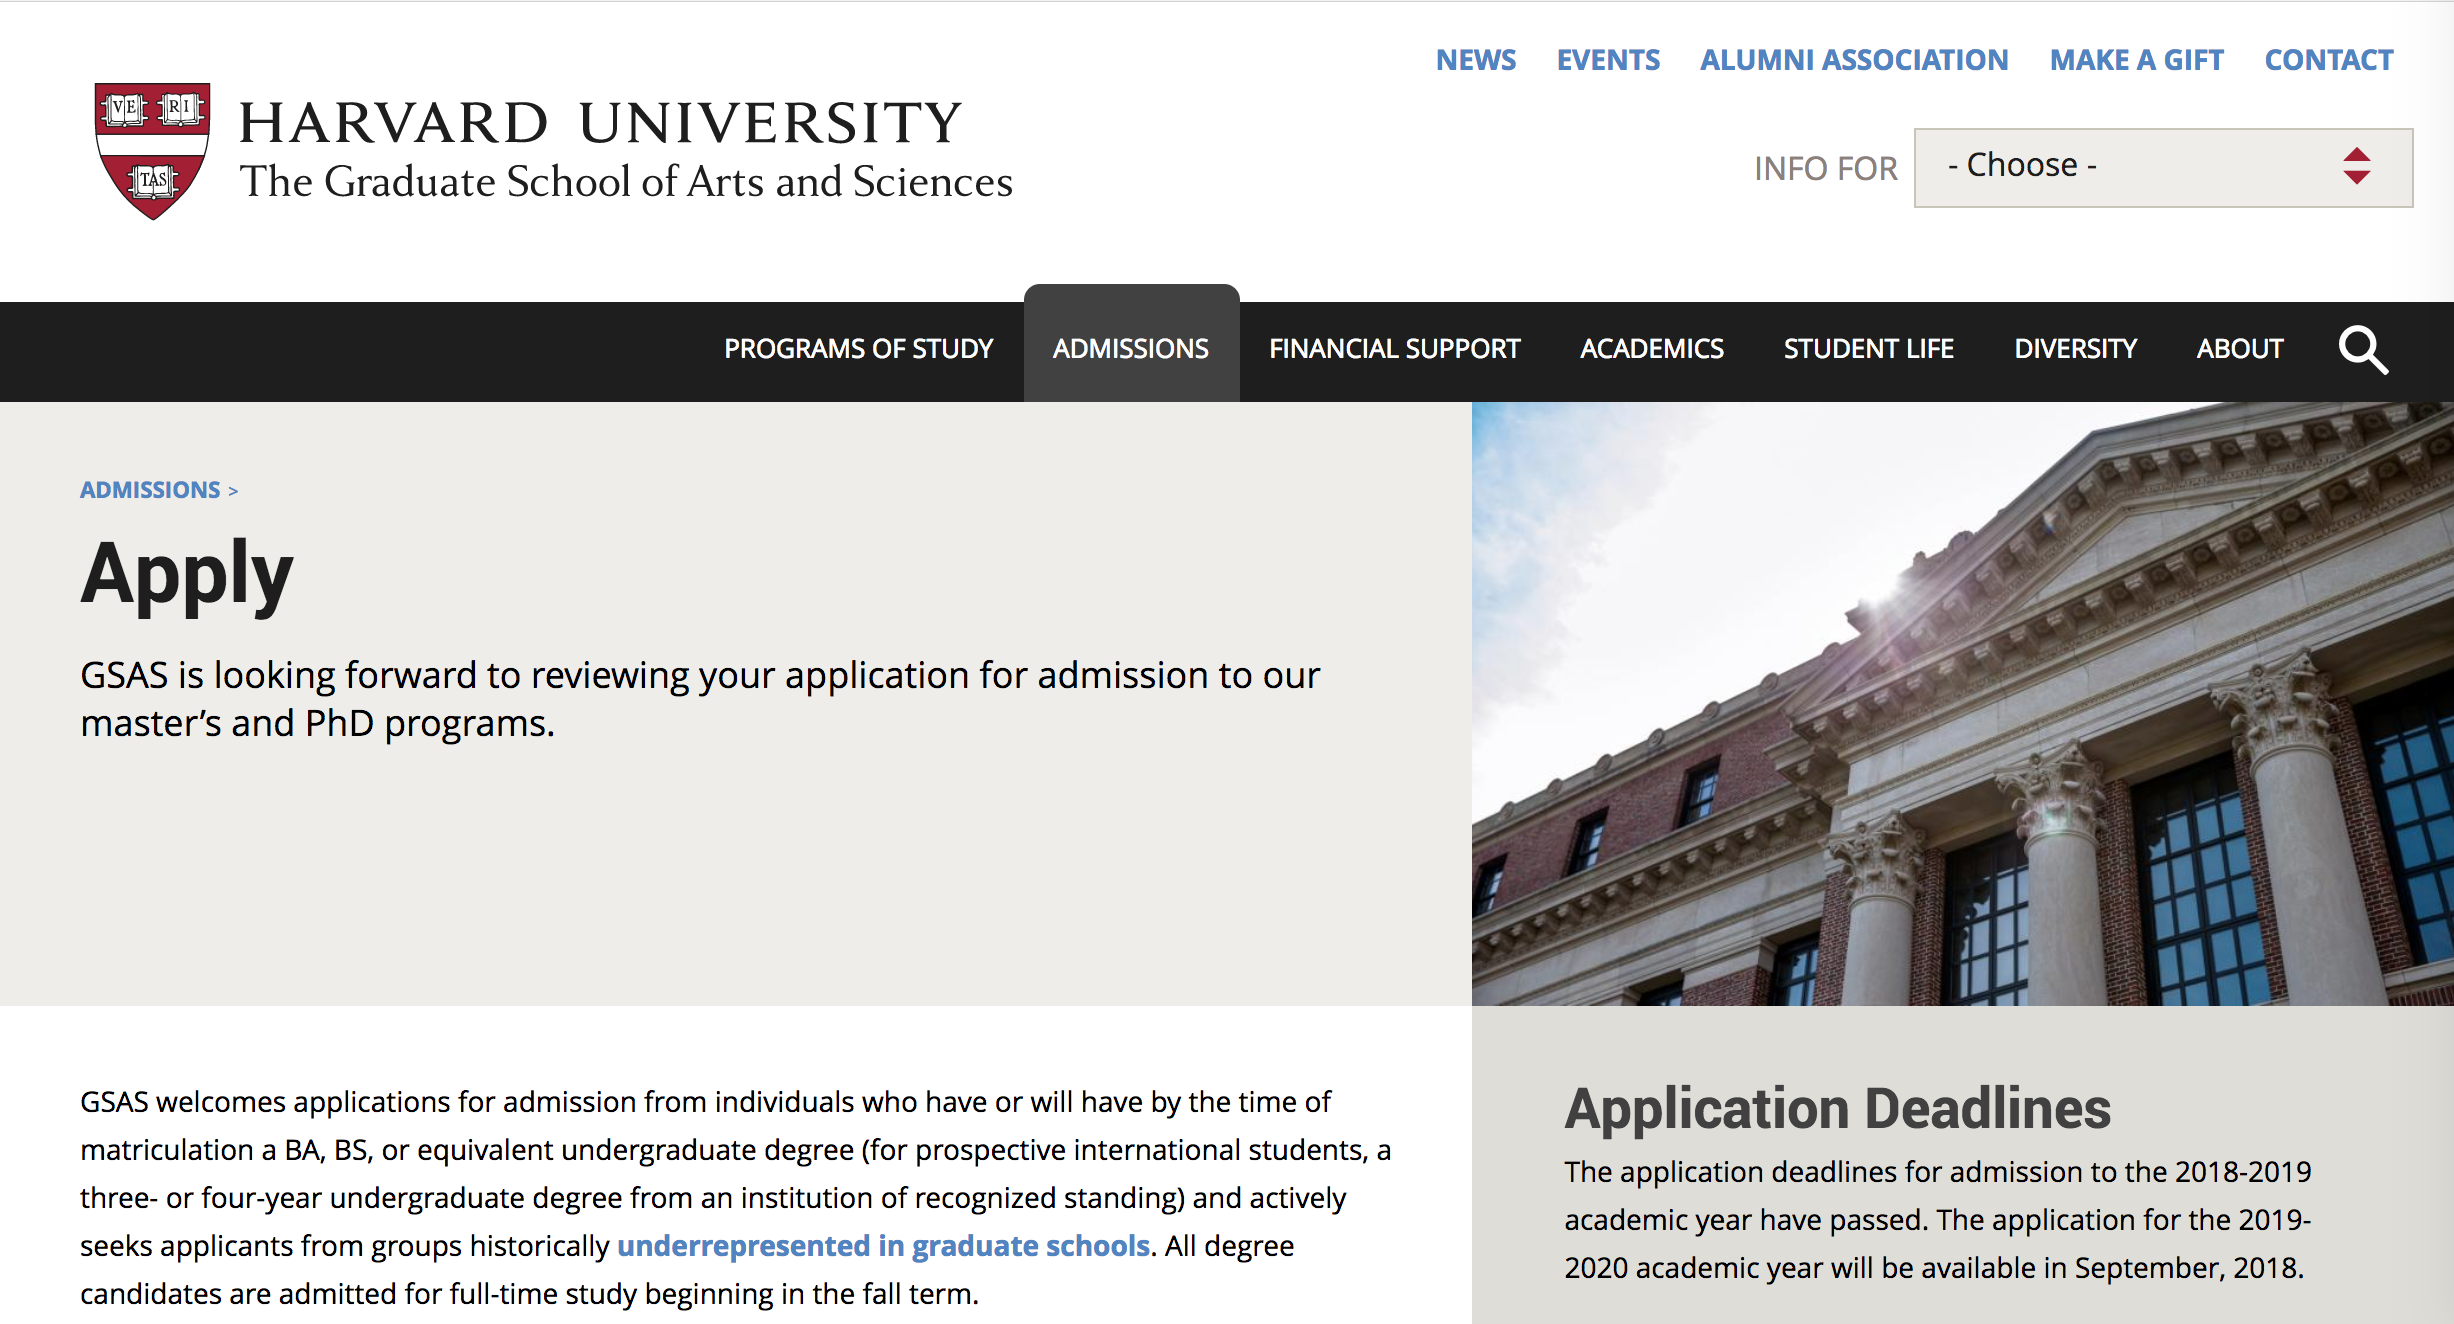 NEWS EVENTS ALUMNI ASSOCIATION MAKE A GIFT CONTACT
VE RI
TAS
HARVARD UNIVERSITY
The Graduate School of Arts and Sciences
INFO FOR - Choose -
PROGRAMS OF STUDY ADMISSIONS FINANCIAL SUPPORT ACADEMICS STUDENT LIFE DIVERSITY ABOUT
ADMISSIONS >
Apply
GSAS is looking forward to reviewing your application for admission to our
master’s and PhD programs.
GSAS welcomes applications for admission from individuals who have or will have by the time of
matriculation a BA, BS, or equivalent undergraduate degree (for prospective international students, a
three- or four-year undergraduate degree from an institution of recognized standing) and actively
seeks applicants from groups historically underrepresented in graduate schools. All degree
candidates are admitted for full-time study beginning in the fall term.
Application Deadlines
The application deadlines for admission to the 2018-2019
academic year have passed. The application for the 2019-
2020 academic year will be available in September, 2018.